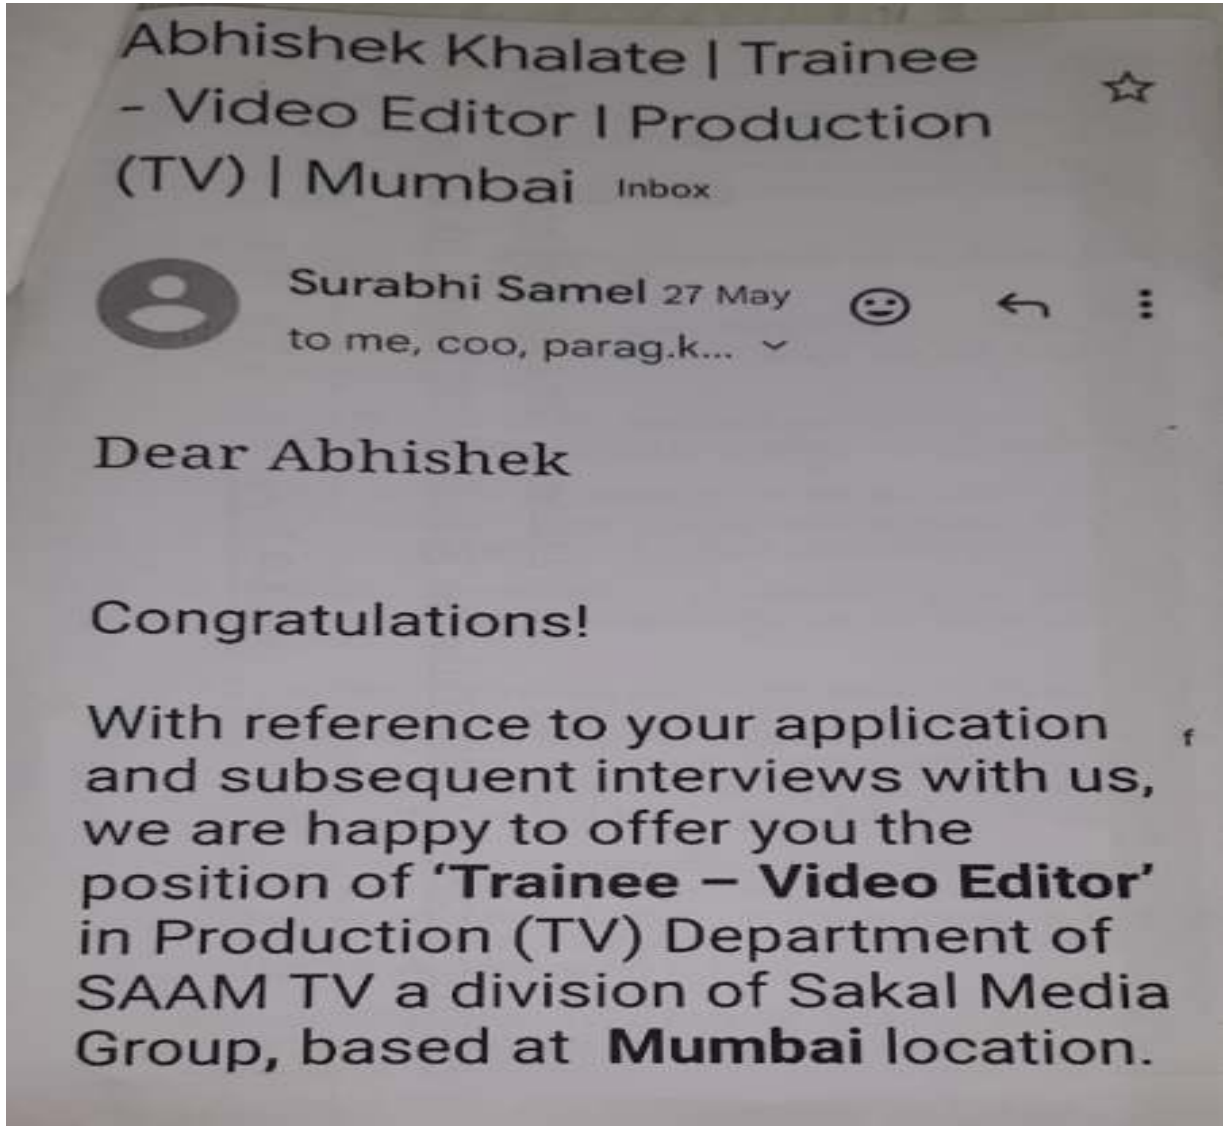 Abhishek Khalate | Trainee
- Video Editor I Production
(TV) | Mumbai Inbox
Surabhi Samel 27 May
to me, coo, parag.k...
Dear Abhishek
Congratulations!
With reference to your application
f
and subsequent interviews with us,
we are happy to offer you the
position of ‘Trainee – Video Editor’
in Production (TV) Department of
SAAM TV a division of Sakal Media
Group, based at Mumbai location.